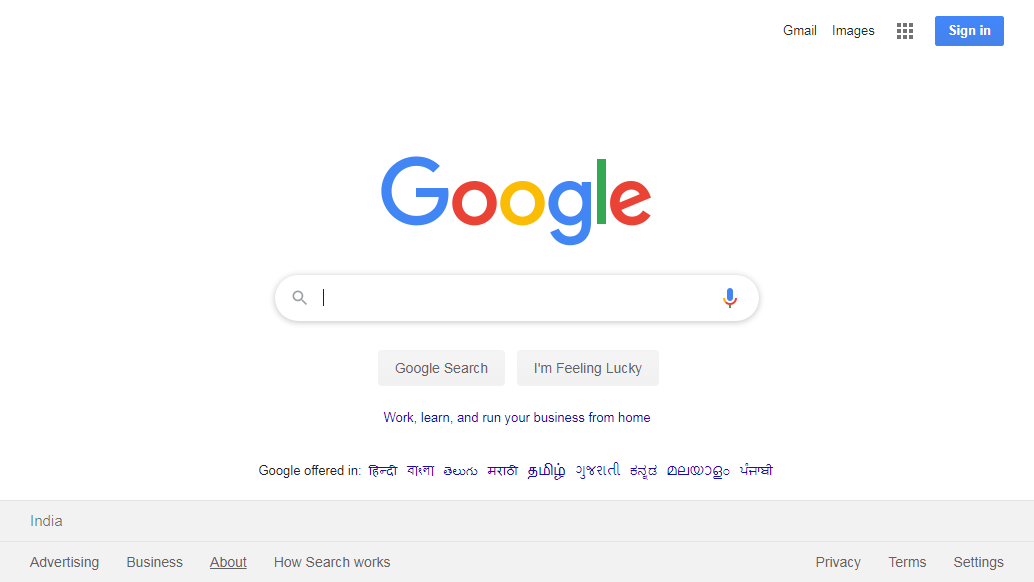 Gmail Images Sign in
Google
Google Search I'm Feeling Lucky
Work, learn, and run your business from home
Google offered in: हिन्दी বাংলা తెలుగు मराठी தமிழ் ગુજરાતી ಕನ್ನಡ മലയാളം ਪੰਜਾਬੀ
India
Advertising Business About How Search works Privacy Terms Settings